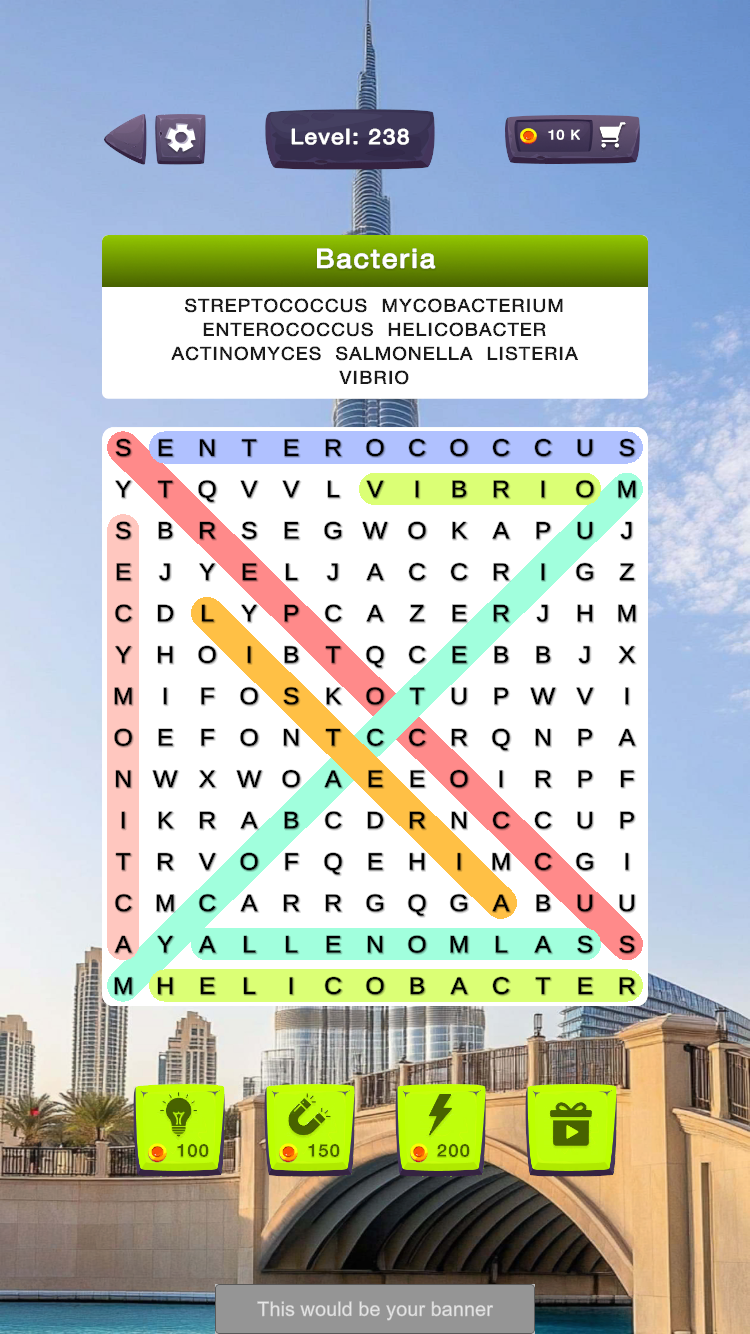 Level: 238
10 K
Bacteria
STREPTOCOCCUS MYCOBACTERIUM
ENTEROCOCCUS HELICOBACTER
ACTINOMYCES SALMONELLA LISTERIA
VIBRIO
S E N T E R O C O C C U S
Y T Q V V L V I B R I O M
S B R S E G W O K A P U J
E J Y E L J A C C R I G Z
C D L Y P C A Z E R J H M
Y H O I B T Q C E B B J X
M I F O S K O T U P W V I
O E F O N T C C R Q N P A
N W X W O A E E O I R P F
I K R A B C D R N C C U P
T R V O F Q E H I M C G I
C M C A R R G Q G A B U U
A Y A L L E N O M L A S S
M H E L I C O B A C T E R
100 150 200
This would be your banner